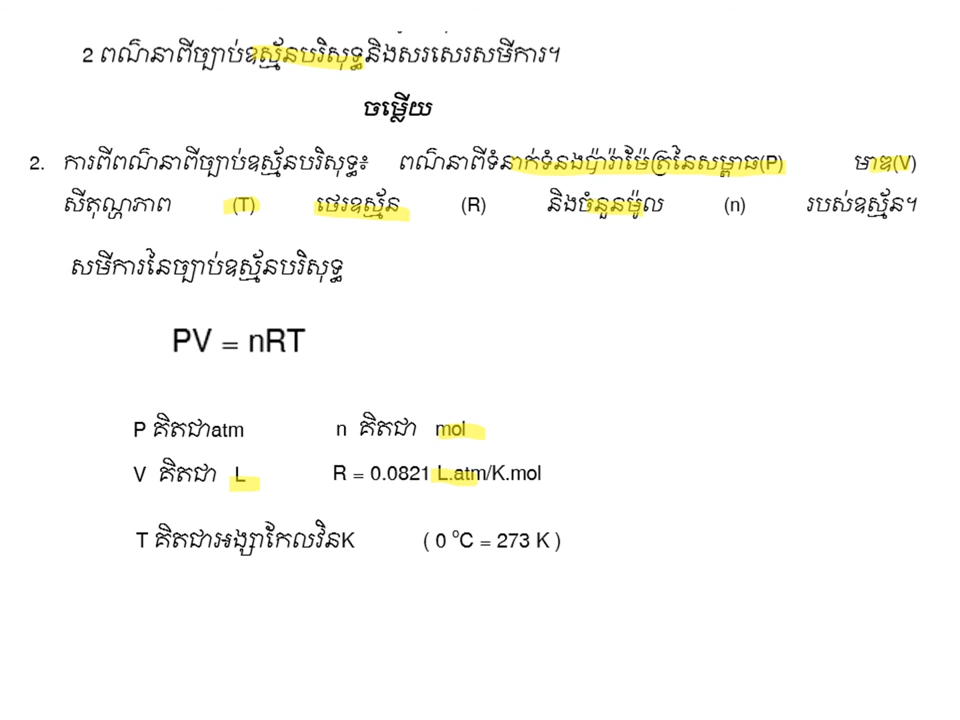 2 ពណ៌នាពីច្បាប់ឧស្ម័នបរិសុទ្ធនិងសរសេរសមីការ។
ចម្លើយ
2. ការពីពណ៌នាពីច្បាប់ឧស្ម័នបរិសុទ្ធ៖ ពណ៌នាពីទំនាក់ទំនងប៉ារ៉ាម៉ែត្រនៃសម្ពាធ(P) មាឌ(V)
សីតុណ្ហភាព (T) ថេរឧស្ម័ន (R) និងចំនួនម៉ូល (n) របស់ឧស្ម័ន។
សមីការនៃច្បាប់ឧស្ម័នបរិសុទ្ធ
PV = nRT
P គិតជាatm n គិតជា mol
V គិតជា L R = 0.0821 L.atm/K.mol
T គិតជាអង្សាកែលវិនK ( 0 °C = 273 K )